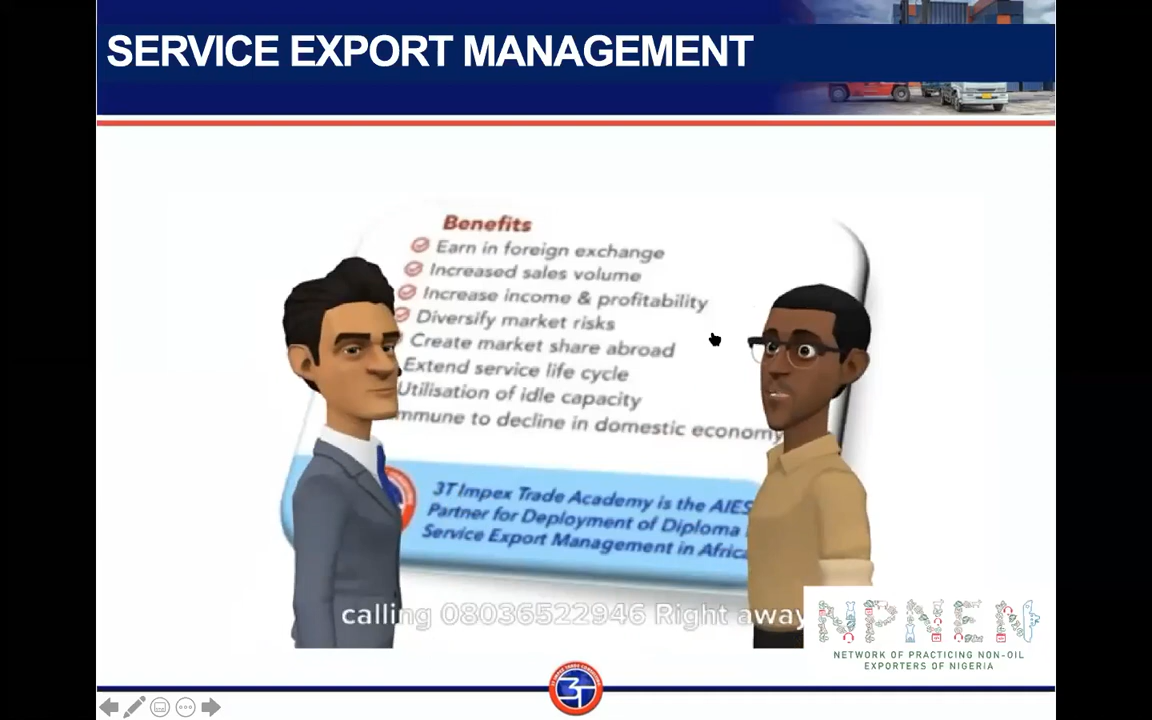 SERVICE EXPORT MANAGEMENT
Benefits
Earn in foreign exchange
Increased sales volume
Increase income & profitability
Diversify market risks
Create market share abroad
Extend service life cycle
Utilisation of idle capacity
mmune to decline in domestic economy
3T Impex Trade Academy is the AIES
Partner for Deployment of Diploma
Service Export Management in Africa
calling 08036522946 Right away
NPNEN
NETWORK OF PRACTICING NON-OIL
EXPORTERS OF NIGERIA
3T